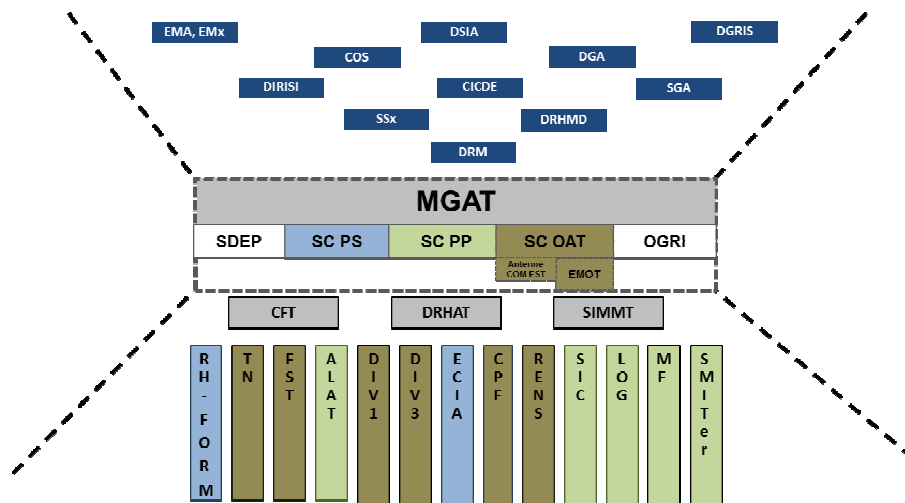 EMA, EMx
DSIA
DGRIS
COS
DGA
DIRISI
CICDE
SGA
SSx
DRHMD
DRM
MGAT
SDEP
SC PS
SC PP
SC OAT
OGRI
Antenne
COM EST
EMOT
CFT
DRHAT
SIMMT
RH-FORM
TN
FST
ALAT
DIV1
DIV3
ECIA
CPF
RENS
SIC
LOG
MF
SMITer